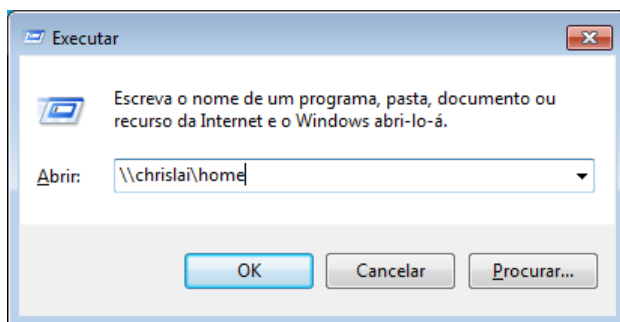 Executar
Escreva o nome de um programa, pasta, documento ou
recurso da Internet e o Windows abri-lo-á.
Abrir: \\chrislai\home
OK Cancelar Procurar...